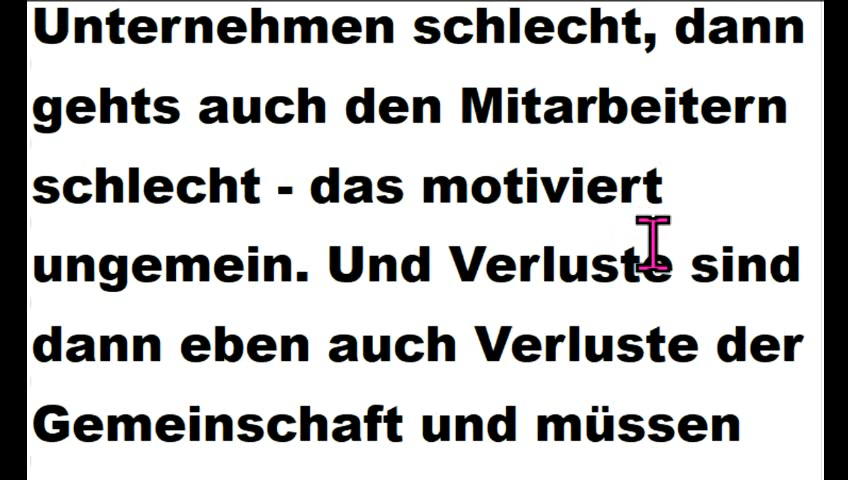 Unternehmen schlecht, dann
gehts auch den Mitarbeitern
schlecht - das motiviert
ungemein. Und Verluste sind
dann eben auch Verluste der
Gemeinschaft und müssen